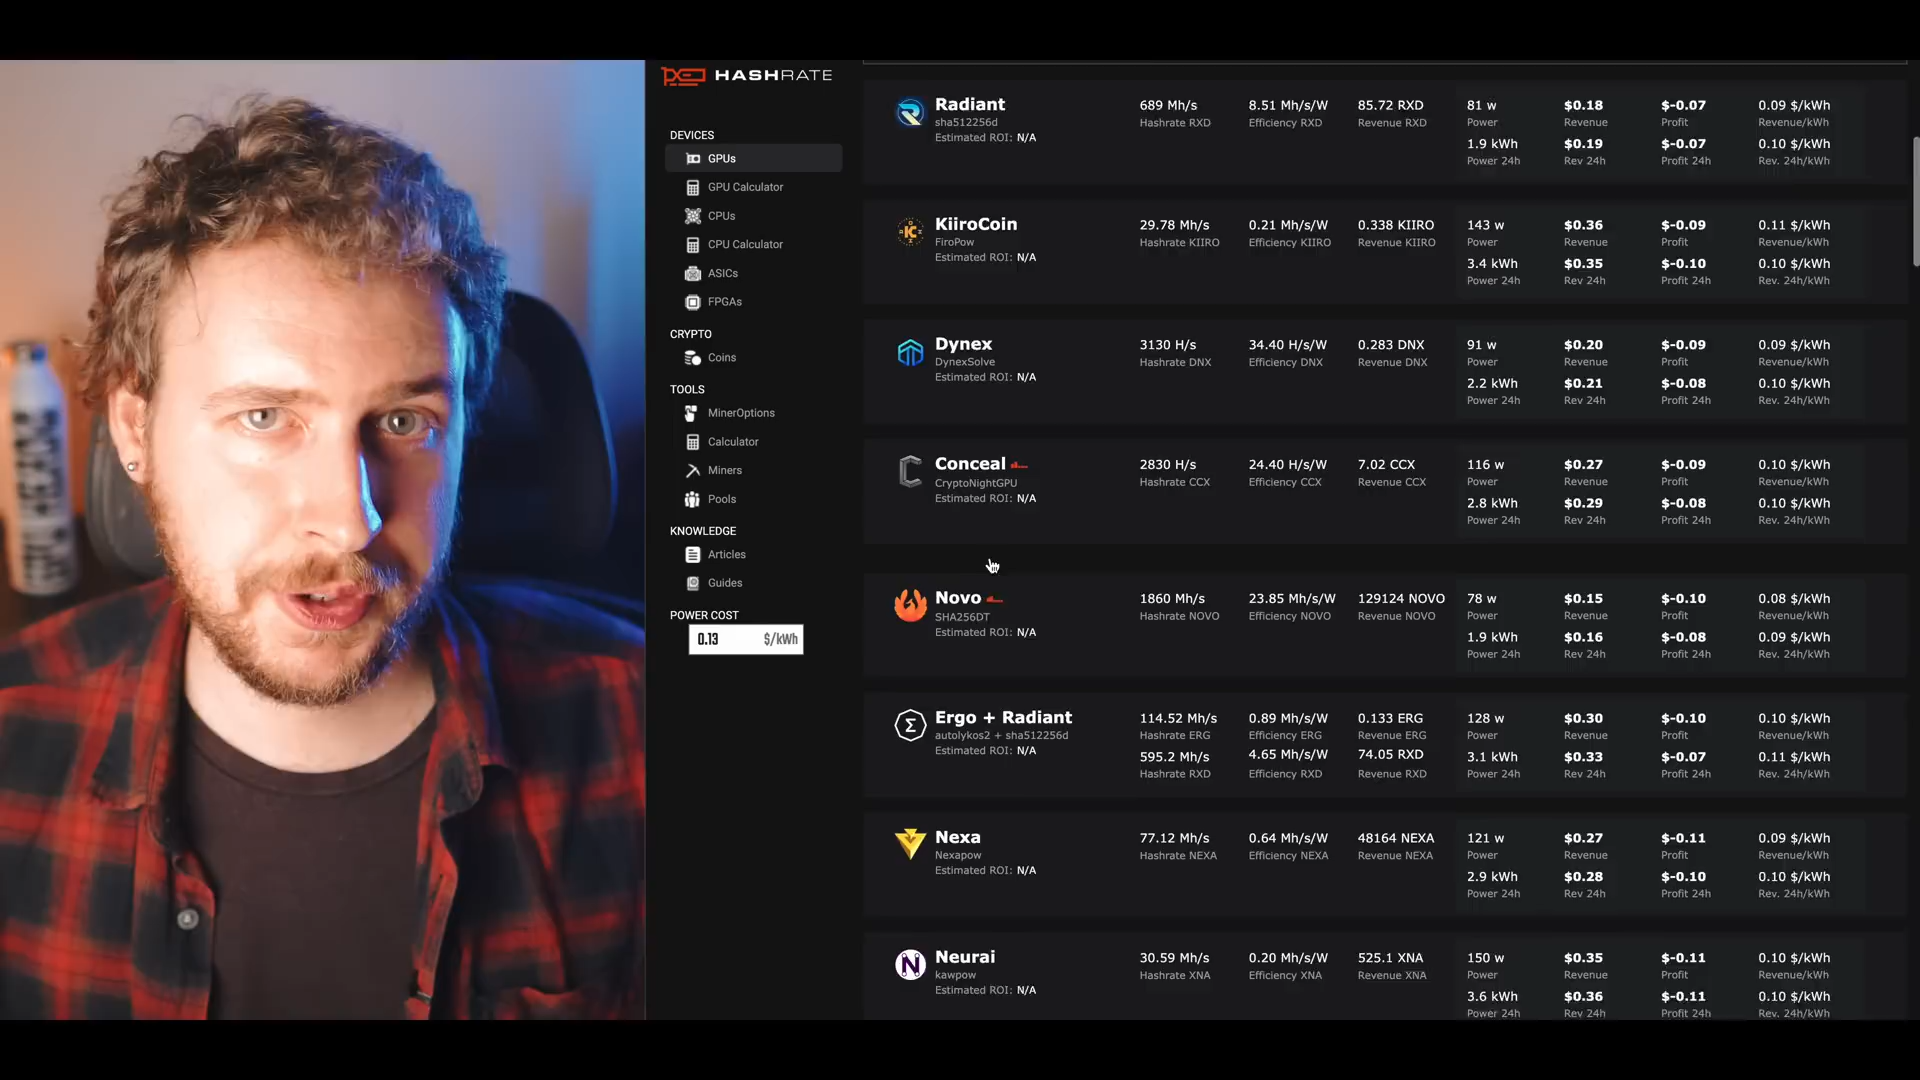 HASHRATE
DEVICES
GPUs
GPU Calculator
CPUs
CPU Calculator
ASICs
FPGAs
CRYPTO
Coins
TOOLS
MinerOptions
Calculator
Miners
Pools
KNOWLEDGE
Articles
Guides
POWER COST
0.13 $/kWh
Radiant 689 Mh/s 8.51 Mh/s/W 85.72 RXD 81 w $0.18 $-0.07 0.09 $/kWh
sha512256d Hashrate RXD Efficiency RXD Revenue RXD Power Revenue Profit Revenue/kWh
Estimated ROI: N/A 1.9 kWh $0.19 $-0.07 0.10 $/kWh
Power 24h Rev 24h Profit 24h Rev. 24h/kWh
KiiroCoin 29.78 Mh/s 0.21 Mh/s/W 0.338 KIIRO 143 w $0.36 $-0.09 0.11 $/kWh
FiroPow Hashrate KIIRO Efficiency KIIRO Revenue KIIRO Power Revenue Profit Revenue/kWh
Estimated ROI: N/A 3.4 kWh $0.35 $-0.10 0.10 $/kWh
Power 24h Rev 24h Profit 24h Rev. 24h/kWh
Dynex 3130 H/s 34.40 H/s/W 0.283 DNX 91 w $0.20 $-0.09 0.09 $/kWh
DynexSolve Hashrate DNX Efficiency DNX Revenue DNX Power Revenue Profit Revenue/kWh
Estimated ROI: N/A 2.2 kWh $0.21 $-0.08 0.10 $/kWh
Power 24h Rev 24h Profit 24h Rev. 24h/kWh
Conceal 2830 H/s 24.40 H/s/W 7.02 CCX 116 w $0.27 $-0.09 0.10 $/kWh
CryptoNightGPU Hashrate CCX Efficiency CCX Revenue CCX Power Revenue Profit Revenue/kWh
Estimated ROI: N/A 2.8 kWh $0.29 $-0.08 0.10 $/kWh
Power 24h Rev 24h Profit 24h Rev. 24h/kWh
Novo 1860 Mh/s 23.85 Mh/s/W 129124 NOVO 78 w $0.15 $-0.10 0.08 $/kWh
SHA256DT Hashrate NOVO Efficiency NOVO Revenue NOVO Power Revenue Profit Revenue/kWh
Estimated ROI: N/A 1.9 kWh $0.16 $-0.08 0.09 $/kWh
Power 24h Rev 24h Profit 24h Rev. 24h/kWh
Ergo + Radiant 114.52 Mh/s 0.89 Mh/s/W 0.133 ERG 128 w $0.30 $-0.10 0.10 $/kWh
autolykos2 + sha512256d Hashrate ERG Efficiency ERG Revenue ERG Power Revenue Profit Revenue/kWh
Estimated ROI: N/A 595.2 Mh/s 4.65 Mh/s/W 74.05 RXD 3.1 kWh $0.33 $-0.07 0.11 $/kWh
Hashrate RXD Efficiency RXD Revenue RXD Power 24h Rev 24h Profit 24h Rev. 24h/kWh
Nexa 77.12 Mh/s 0.64 Mh/s/W 48164 NEXA 121 w $0.27 $-0.11 0.09 $/kWh
Nexapow Hashrate NEXA Efficiency NEXA Revenue NEXA Power Revenue Profit Revenue/kWh
Estimated ROI: N/A 2.9 kWh $0.28 $-0.10 0.10 $/kWh
Power 24h Rev 24h Profit 24h Rev. 24h/kWh
Neurai 30.59 Mh/s 0.20 Mh/s/W 525.1 XNA 150 w $0.35 $-0.11 0.10 $/kWh
kawpow Hashrate XNA Efficiency XNA Revenue XNA Power Revenue Profit Revenue/kWh
Estimated ROI: N/A 3.6 kWh $0.36 $-0.11 0.10 $/kWh
Power 24h Rev 24h Profit 24h Rev. 24h/kWh